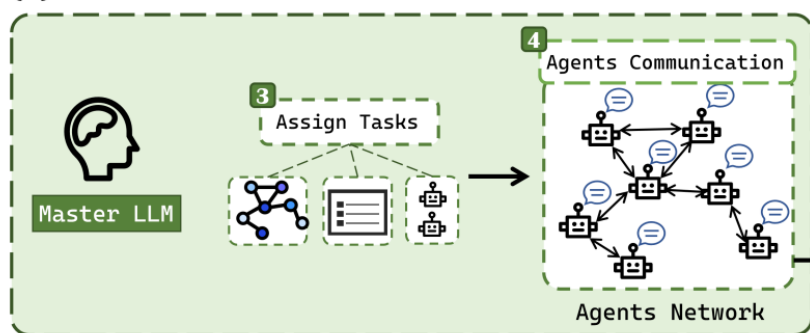 4
Agents Communication
3
Assign Tasks
Master LLM
Agents Network